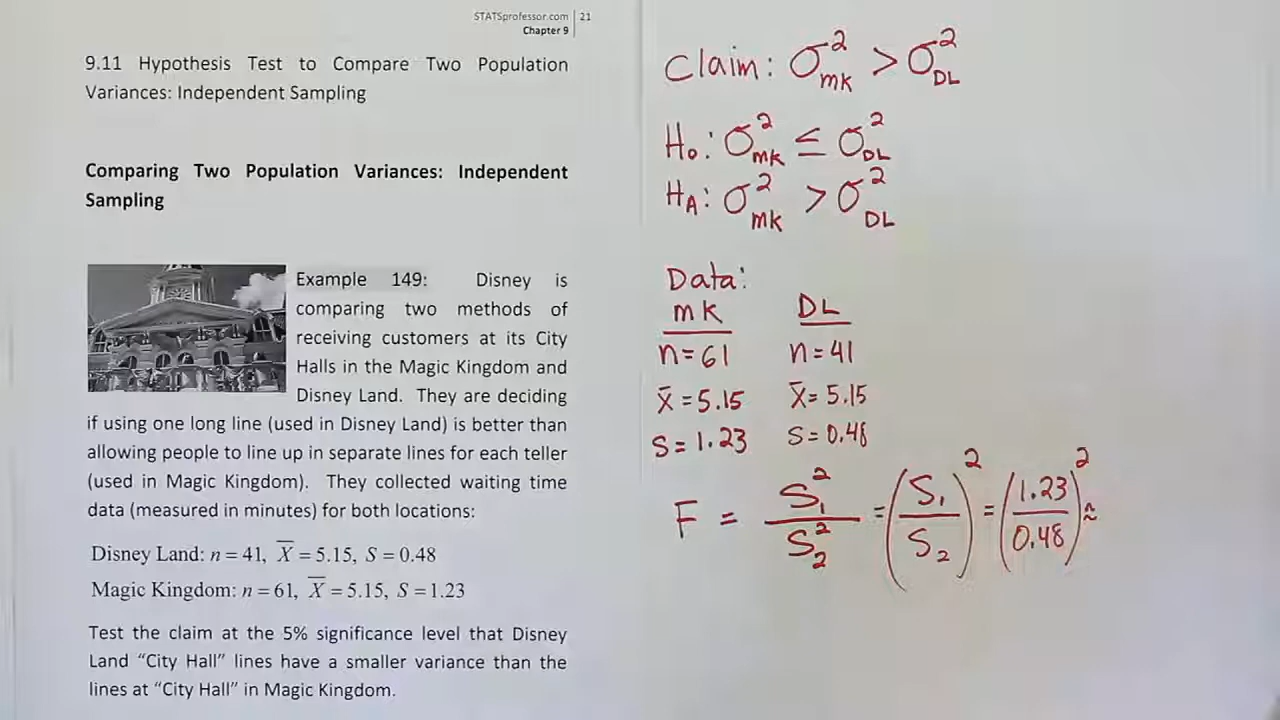 STATSprofessor.com 21
Chapter 9
9.11 Hypothesis Test to Compare Two Population
Variances: Independent Sampling
Comparing Two Population Variances: Independent
Sampling
Example 149: Disney is
comparing two methods of
receiving customers at its City
Halls in the Magic Kingdom and
Disney Land. They are deciding
if using one long line (used in Disney Land) is better than
allowing people to line up in separate lines for each teller
(used in Magic Kingdom). They collected waiting time
data (measured in minutes) for both locations:
Disney Land: n = 41, X̄ = 5.15, S = 0.48
Magic Kingdom: n = 61, X̄ = 5.15, S = 1.23
Test the claim at the 5% significance level that Disney
Land “City Hall” lines have a smaller variance than the
lines at “City Hall” in Magic Kingdom.
Claim: σ²MK > σ²DL
H₀: σ²MK ≤ σ²DL
HA: σ²MK > σ²DL
Data:
MK DL
n=61 n=41
X̄=5.15 X̄=5.15
S=1.23 S=0.48
F = S₁²/S₂² = (S₁/S₂)² = (1.23/0.48)² ≈